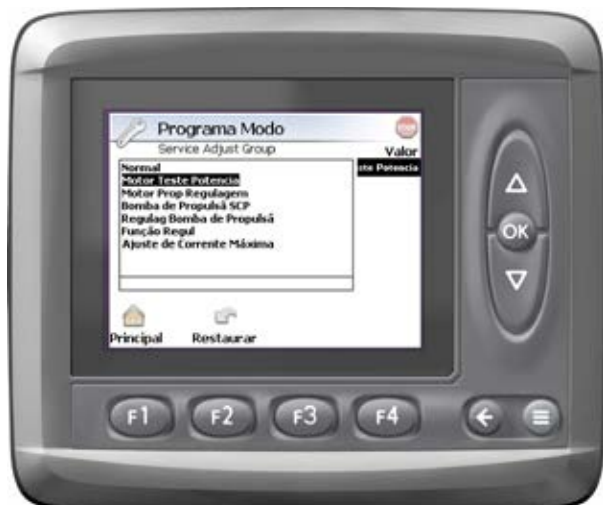 Programa Modo
Service Adjust Group
Valor
Normal
Motor Teste Potencia
ste Potencia
Motor Prop Regulagem
Bomba de Propulsã SCP
Regulag Bomba de Propulsã
Função Regul
Ajuste de Corrente Máxima
Principal
Restaurar
OK
F1
F2
F3
F4